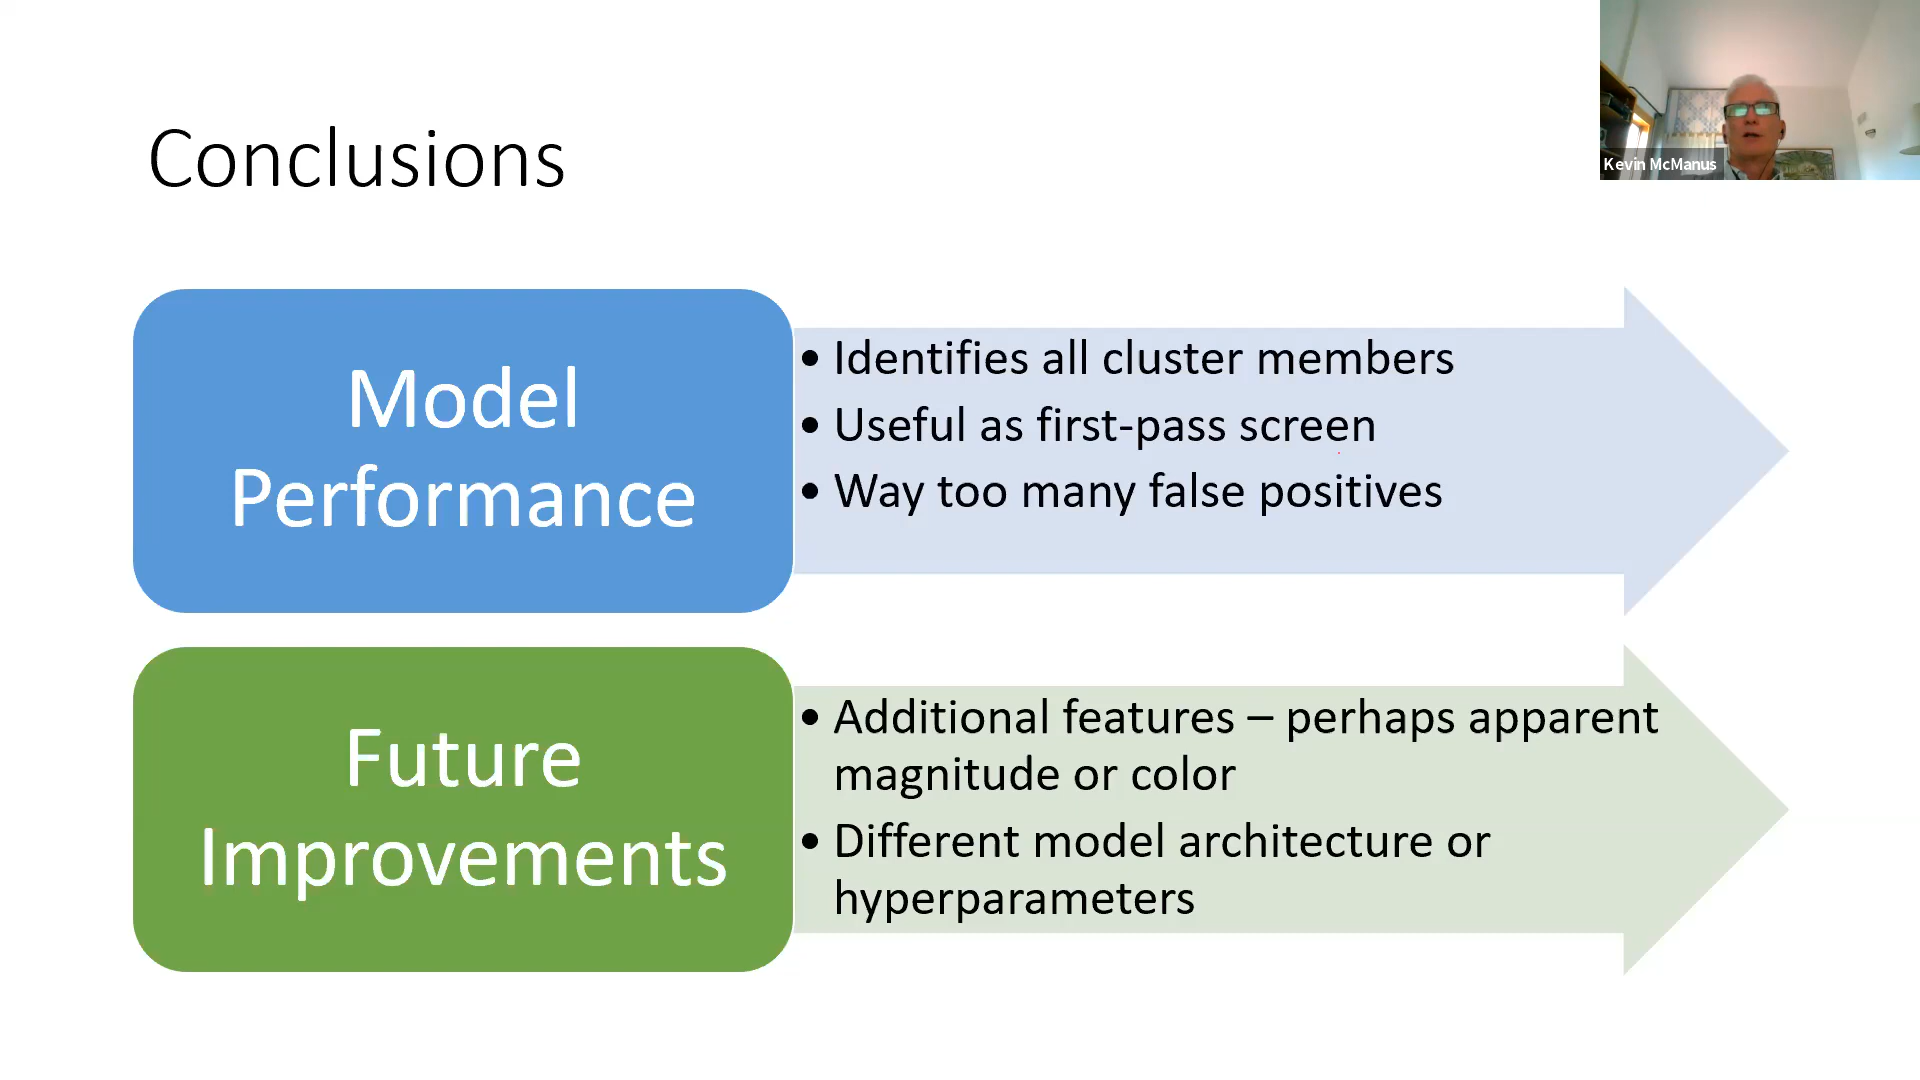 Conclusions
Kevin McManus
Model
Performance
• Identifies all cluster members
• Useful as first-pass screen
• Way too many false positives
Future
Improvements
• Additional features – perhaps apparent
magnitude or color
• Different model architecture or
hyperparameters